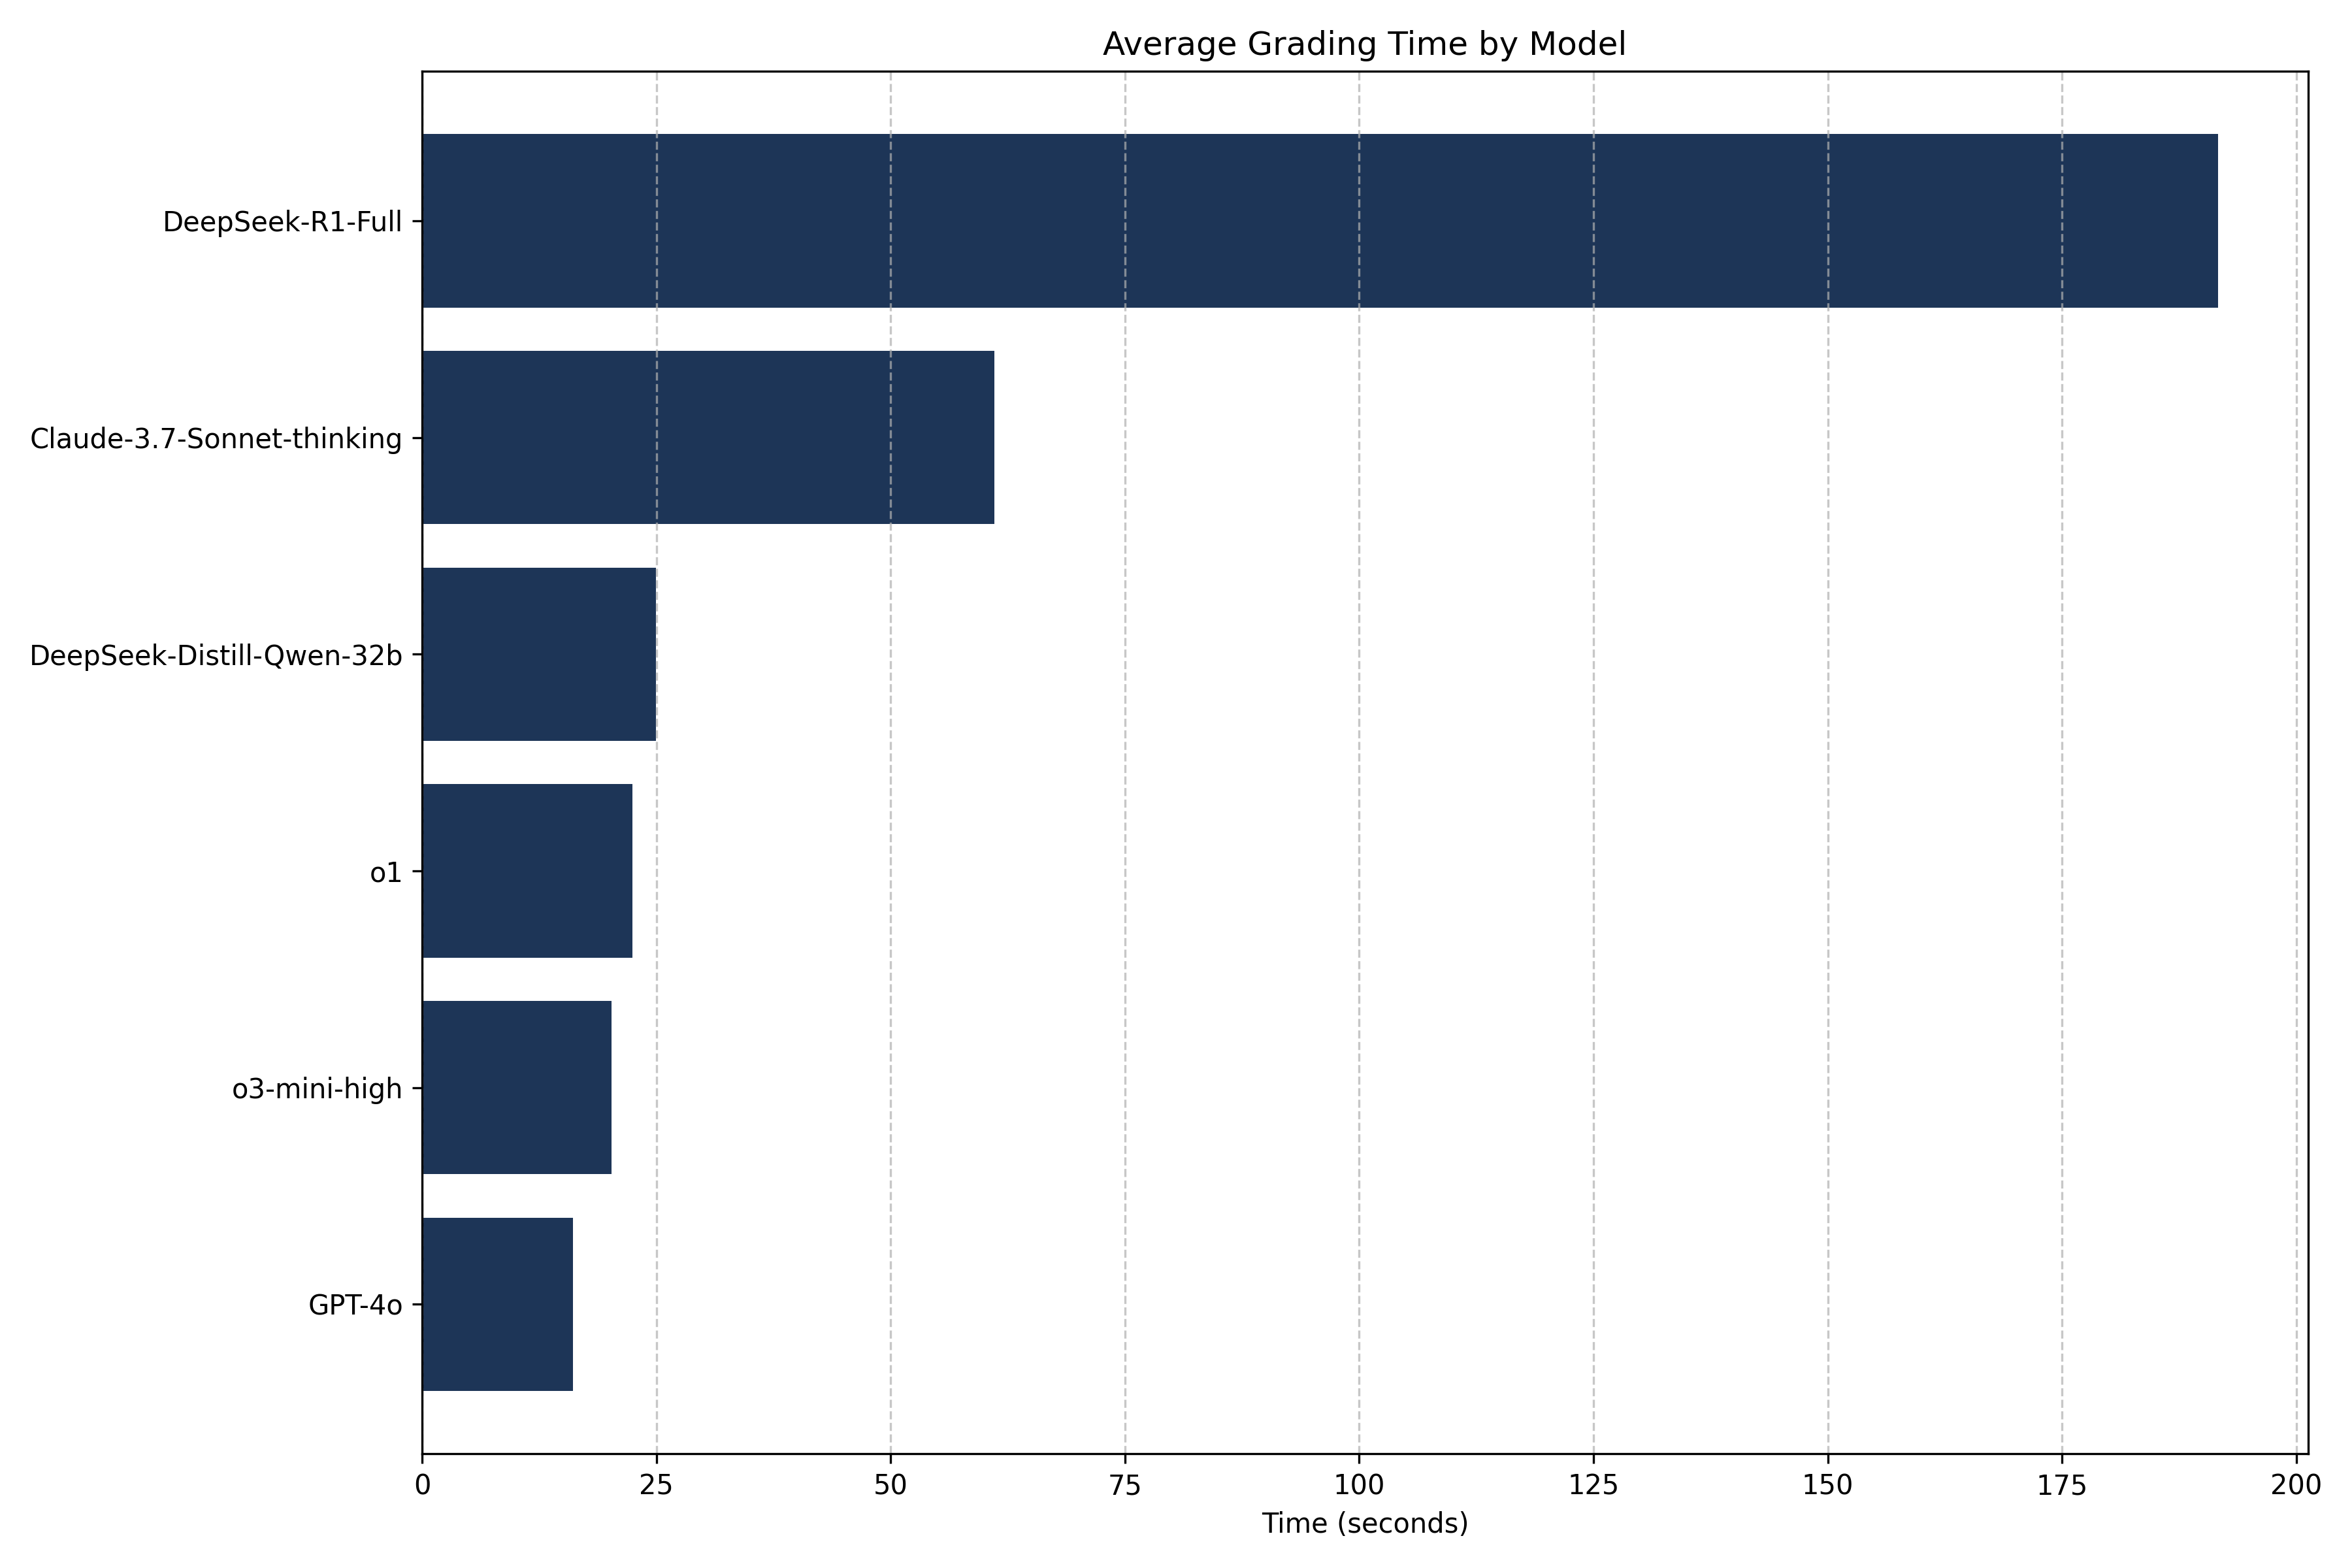 Average Grading Time by Model
DeepSeek-R1-Full
Claude-3.7-Sonnet-thinking
DeepSeek-Distill-Qwen-32b
o1
o3-mini-high
GPT-4o
0 25 50 75 100 125 150 175 200
Time (seconds)